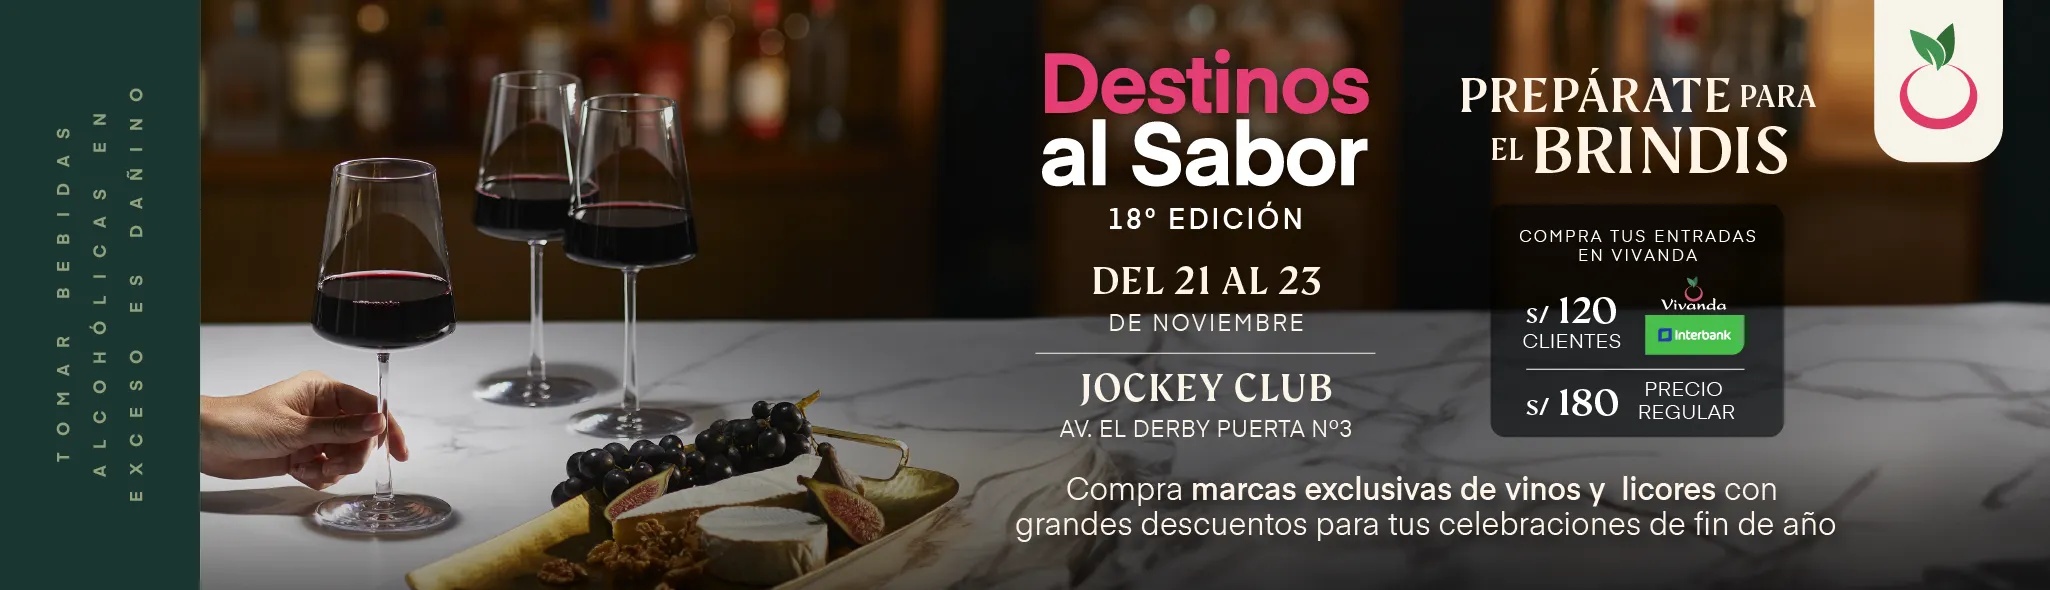 TOMAR BEBIDAS
ALCOHÓLICAS EN
EXCESO ES DAÑINO
Destinos
al Sabor
18º EDICIÓN
DEL 21 AL 23
DE NOVIEMBRE
JOCKEY CLUB
AV. EL DERBY PUERTA Nº3
PREPÁRATE PARA
EL BRINDIS
COMPRA TUS ENTRADAS
EN VIVANDA
S/ 120
CLIENTES
Vivanda
Interbank
S/ 180
PRECIO
REGULAR
Compra marcas exclusivas de vinos y licores con
grandes descuentos para tus celebraciones de fin de año